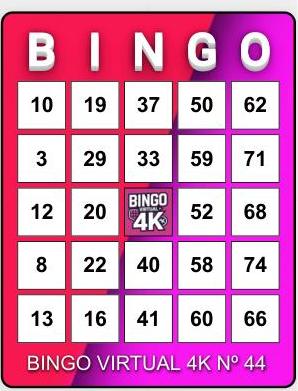 B I N G O
10 19 37 50 62
3 29 33 59 71
12 20 BINGO VIRTUAL 4K 52 68
8 22 40 58 74
13 16 41 60 66
BINGO VIRTUAL 4K Nº 44